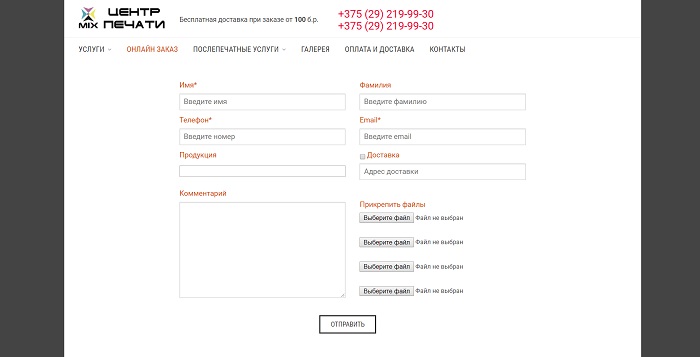 ЦЕНТР
MIX ПЕЧАТИ
Бесплатная доставка при заказе от 100 б.р.
+375 (29) 219-99-30
+375 (29) 219-99-30
УСЛУГИ ОНЛАЙН ЗАКАЗ ПОСЛЕПЕЧАТНЫЕ УСЛУГИ ГАЛЕРЕЯ ОПЛАТА И ДОСТАВКА КОНТАКТЫ
Имя* Фамилия
Введите имя Введите фамилию
Телефон* Email*
Введите номер Введите email
Продукция Доставка
Адрес доставки
Комментарий
Прикрепить файлы
Выберите файл Файл не выбран
Выберите файл Файл не выбран
Выберите файл Файл не выбран
Выберите файл Файл не выбран
ОТПРАВИТЬ